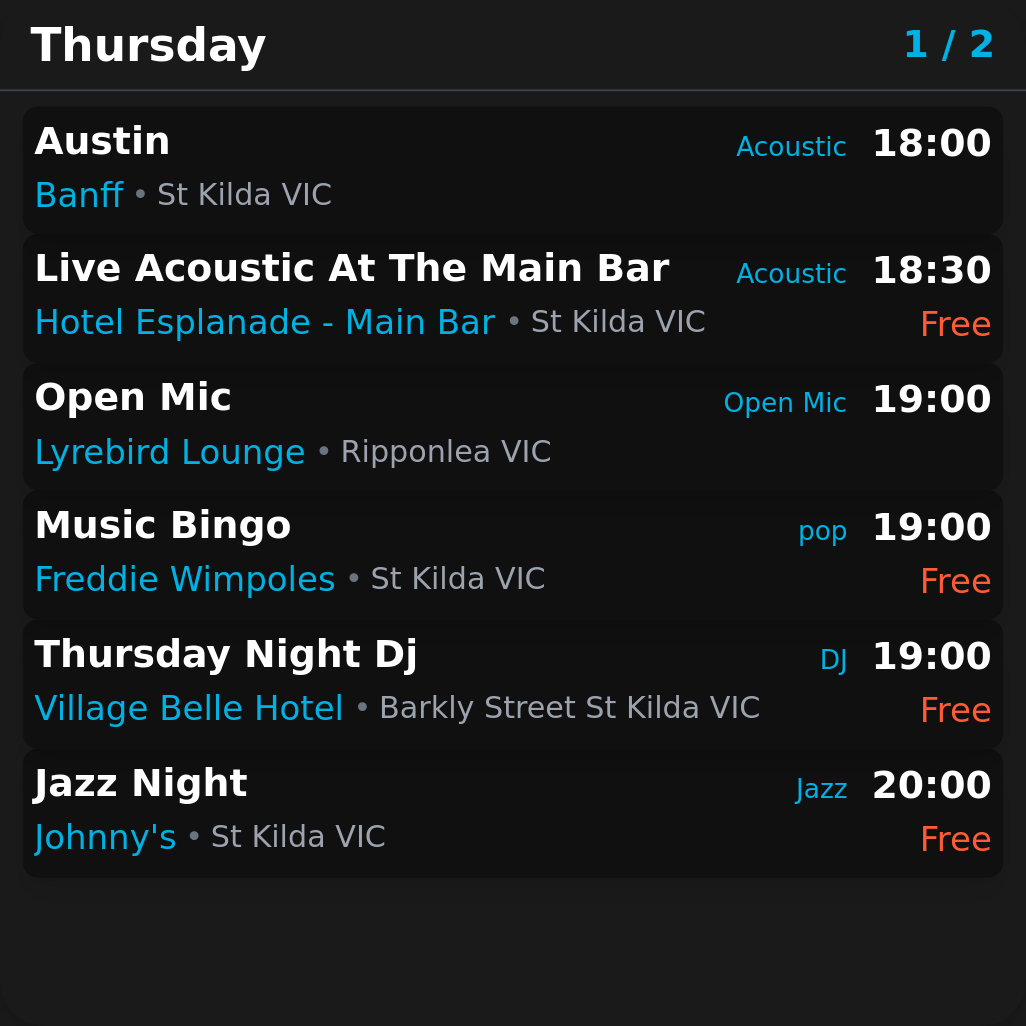 Thursday 1 / 2
Austin Acoustic 18:00
Banff • St Kilda VIC
Live Acoustic At The Main Bar Acoustic 18:30
Hotel Esplanade - Main Bar • St Kilda VIC Free
Open Mic Open Mic 19:00
Lyrebird Lounge • Ripponlea VIC
Music Bingo pop 19:00
Freddie Wimpoles • St Kilda VIC Free
Thursday Night Dj DJ 19:00
Village Belle Hotel • Barkly Street St Kilda VIC Free
Jazz Night Jazz 20:00
Johnny's • St Kilda VIC Free